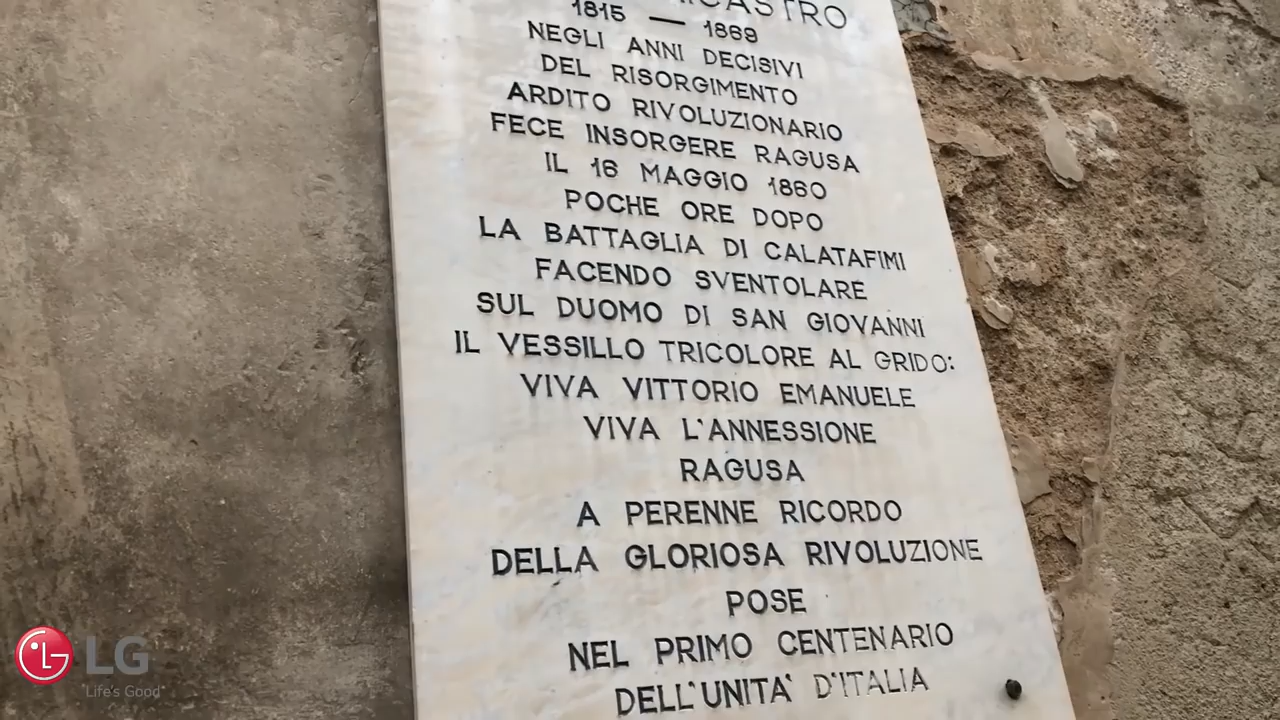 1815 — 1869
NEGLI ANNI DECISIVI
DEL RISORGIMENTO
ARDITO RIVOLUZIONARIO
FECE INSORGERE RAGUSA
IL 16 MAGGIO 1860
POCHE ORE DOPO
LA BATTAGLIA DI CALATAFIMI
FACENDO SVENTOLARE
SUL DUOMO DI SAN GIOVANNI
IL VESSILLO TRICOLORE AL GRIDO:
VIVA VITTORIO EMANUELE
VIVA L'ANNESSIONE
RAGUSA
A PERENNE RICORDO
DELLA GLORIOSA RIVOLUZIONE
POSE
NEL PRIMO CENTENARIO
DELL'UNITA' D'ITALIA
LG
Life's Good